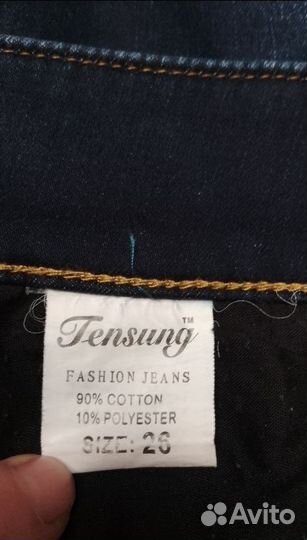 Tensung™
FASHION JEANS
90% COTTON
10% POLYESTER
SIZE: 26
Avito